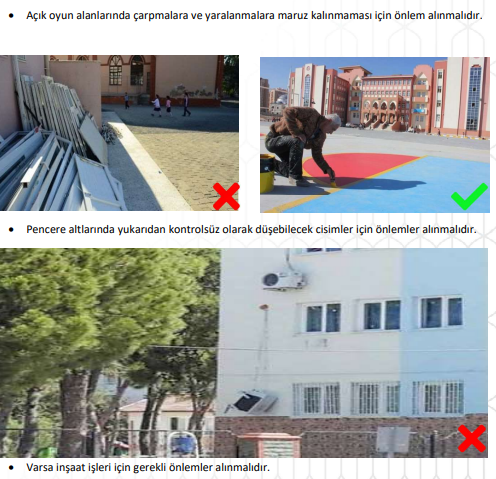 • Açık oyun alanlarında çarpmalara ve yaralanmalara maruz kalınmaması için önlem alınmalıdır.
• Pencere altlarında yukarıdan kontrolsüz olarak düşebilecek cisimler için önlemler alınmalıdır.
• Varsa inşaat işleri için gerekli önlemler alınmalıdır.